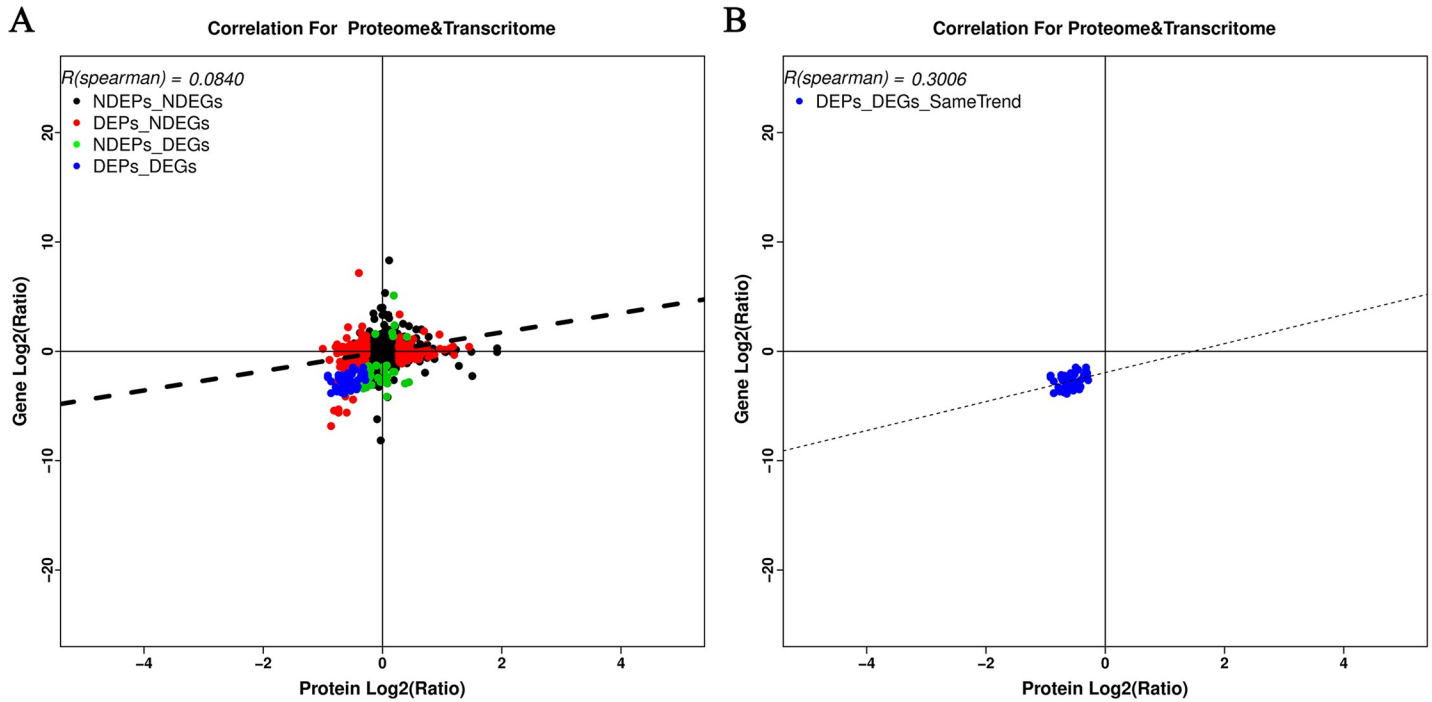 A
Correlation For  Proteome&Transcritome
R(spearman) = 0.0840
NDEPs_NDEGs
DEPs_NDEGs
NDEPs_DEGs
DEPs_DEGs
20
10
0
−10
−20
Gene Log2(Ratio)
−4 −2 0 2 4
Protein Log2(Ratio)
B
Correlation For Proteome&Transcritome
R(spearman) = 0.3006
DEPs_DEGs_SameTrend
20
10
0
−10
−20
Gene Log2(Ratio)
−4 −2 0 2 4
Protein Log2(Ratio)